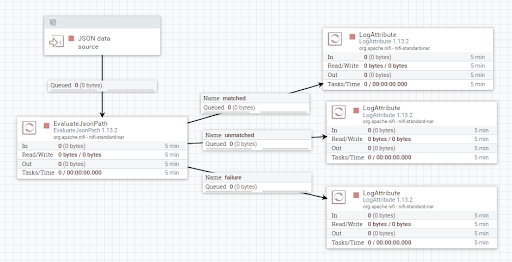 JSON data
source
Queued 0 (0 bytes)
EvaluateJsonPath
EvaluateJsonPath 1.13.2
org.apache.nifi - nifi-standard-nar
In 0 (0 bytes) 5 min
Read/Write 0 bytes / 0 bytes 5 min
Out 0 (0 bytes) 5 min
Tasks/Time 0 / 00:00:00.000 5 min
Name matched
Queued 0 (0 bytes)
Name unmatched
Queued 0 (0 bytes)
Name failure
Queued 0 (0 bytes)
LogAttribute
LogAttribute 1.13.2
org.apache.nifi - nifi-standard-nar
In 0 (0 bytes) 5 min
Read/Write 0 bytes / 0 bytes 5 min
Out 0 (0 bytes) 5 min
Tasks/Time 0 / 00:00:00.000 5 min
LogAttribute
LogAttribute 1.13.2
org.apache.nifi - nifi-standard-nar
In 0 (0 bytes) 5 min
Read/Write 0 bytes / 0 bytes 5 min
Out 0 (0 bytes) 5 min
Tasks/Time 0 / 00:00:00.000 5 min
LogAttribute
LogAttribute 1.13.2
org.apache.nifi - nifi-standard-nar
In 0 (0 bytes) 5 min
Read/Write 0 bytes / 0 bytes 5 min
Out 0 (0 bytes) 5 min
Tasks/Time 0 / 00:00:00.000 5 min